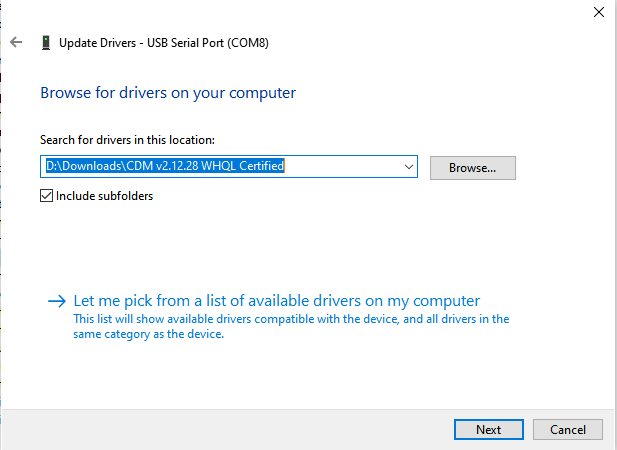 Update Drivers - USB Serial Port (COM8)
Browse for drivers on your computer
Search for drivers in this location:
D:\Downloads\CDM v2.12.28 WHQL Certified
Browse...
Include subfolders
Let me pick from a list of available drivers on my computer
This list will show available drivers compatible with the device, and all drivers in the
same category as the device.
Next
Cancel